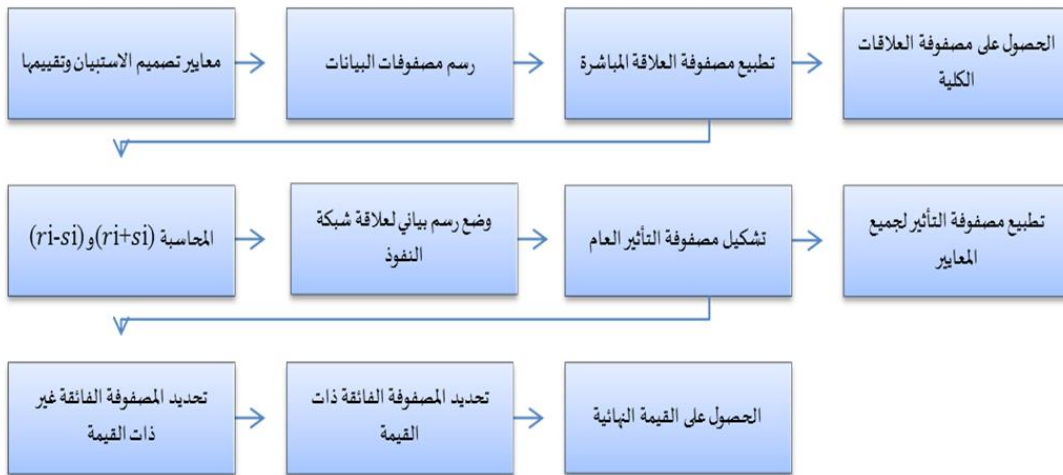 معايير تصميم الاستبيان وتقييمها
رسم مصفوفات البيانات
تطبيع مصفوفة العلاقة المباشرة
الحصول على مصفوفة العلاقات
الكلية
المحاسبة (ri+si)و(ri-si)
وضع رسم بياني لعلاقة شبكة
النفوذ
تشكيل مصفوفة التأثير العام
تطبيع مصفوفة التأثير لجميع
المعايير
تحديد المصفوفة الفائقة غير
ذات القيمة
تحديد المصفوفة الفائقة ذات
القيمة
الحصول على القيمة النهائية